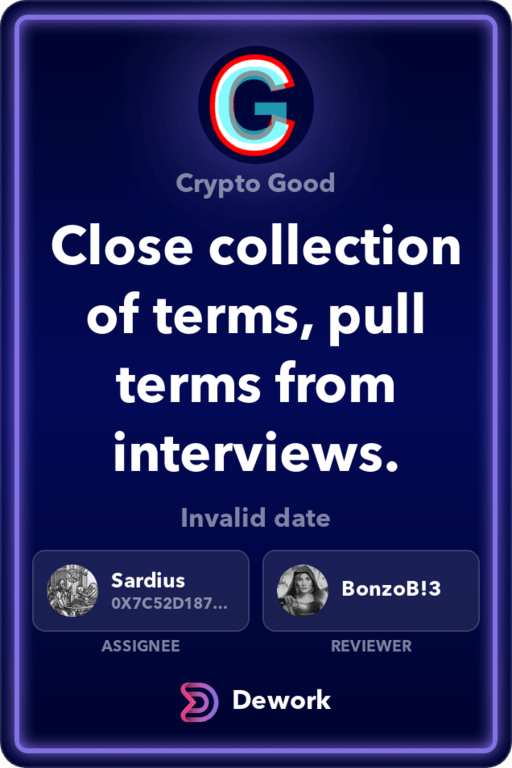 G
Crypto Good
Close collection
of terms, pull
terms from
interviews.
Invalid date
Sardius
0X7C52D187...
BonzoB!3
ASSIGNEE
REVIEWER
Dework